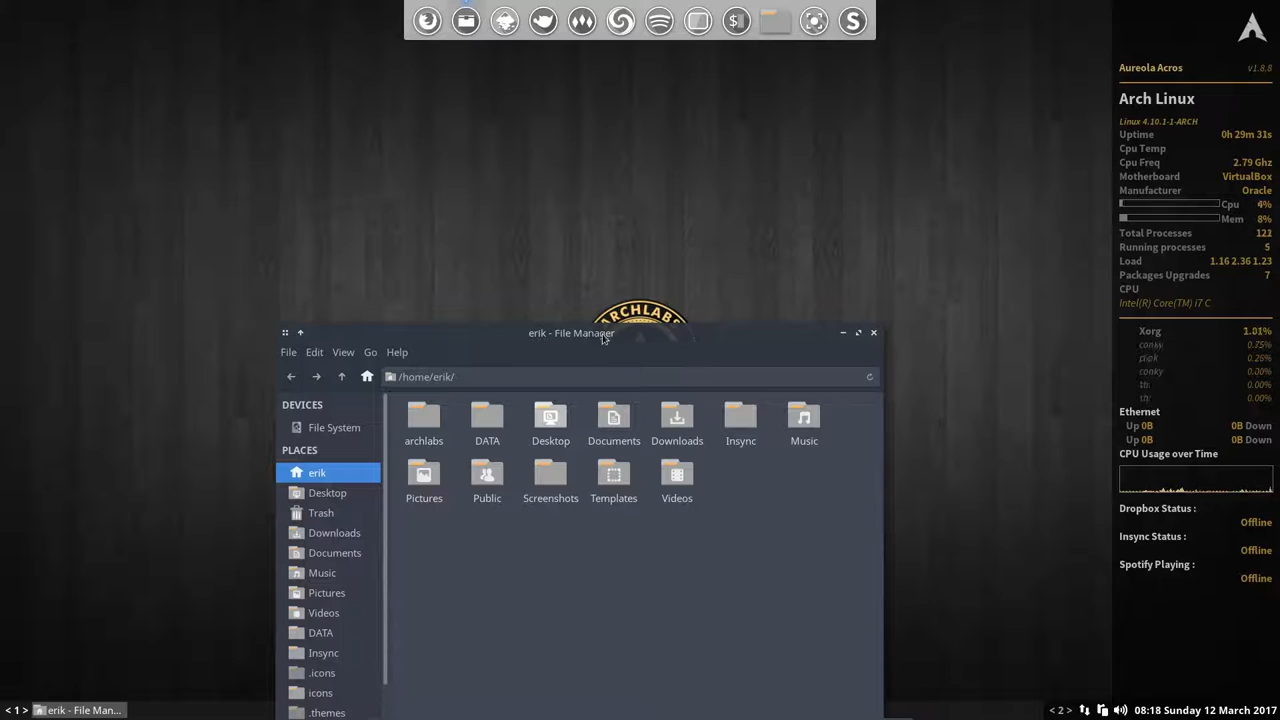 Aureola Acros v1.8.8
Arch Linux
Linux 4.10.1-1-ARCH
Uptime 0h 29m 31s
Cpu Temp
Cpu Freq 2.79 Ghz
Motherboard VirtualBox
Manufacturer Oracle
Cpu 4%
Mem 8%
Total Processes 122
Running processes 5
Load 1.16 2.36 1.23
Packages Upgrades 7
CPU
Intel(R) Core(TM) i7 C
Xorg 1.81%
conky 0.75%
0.25%
conky 0.00%
0.00%
0.00%
Ethernet
Up 0B 0B Down
Up 0B 0B Down
CPU Usage over Time
Dropbox Status :
Offline
Insync Status :
Offline
Spotify Playing :
Offline
ARCHLABS
erik - File Manager
File Edit View Go Help
/home/erik/
DEVICES
File System
PLACES
erik
Desktop
Trash
Downloads
Documents
Music
Pictures
Videos
DATA
Insync
.icons
icons
.themes
archlabs DATA Desktop Documents Downloads Insync Music
Pictures Public Screenshots Templates Videos
< 1 > erik - File Man...
< 2 > 08:18 Sunday 12 March 2017